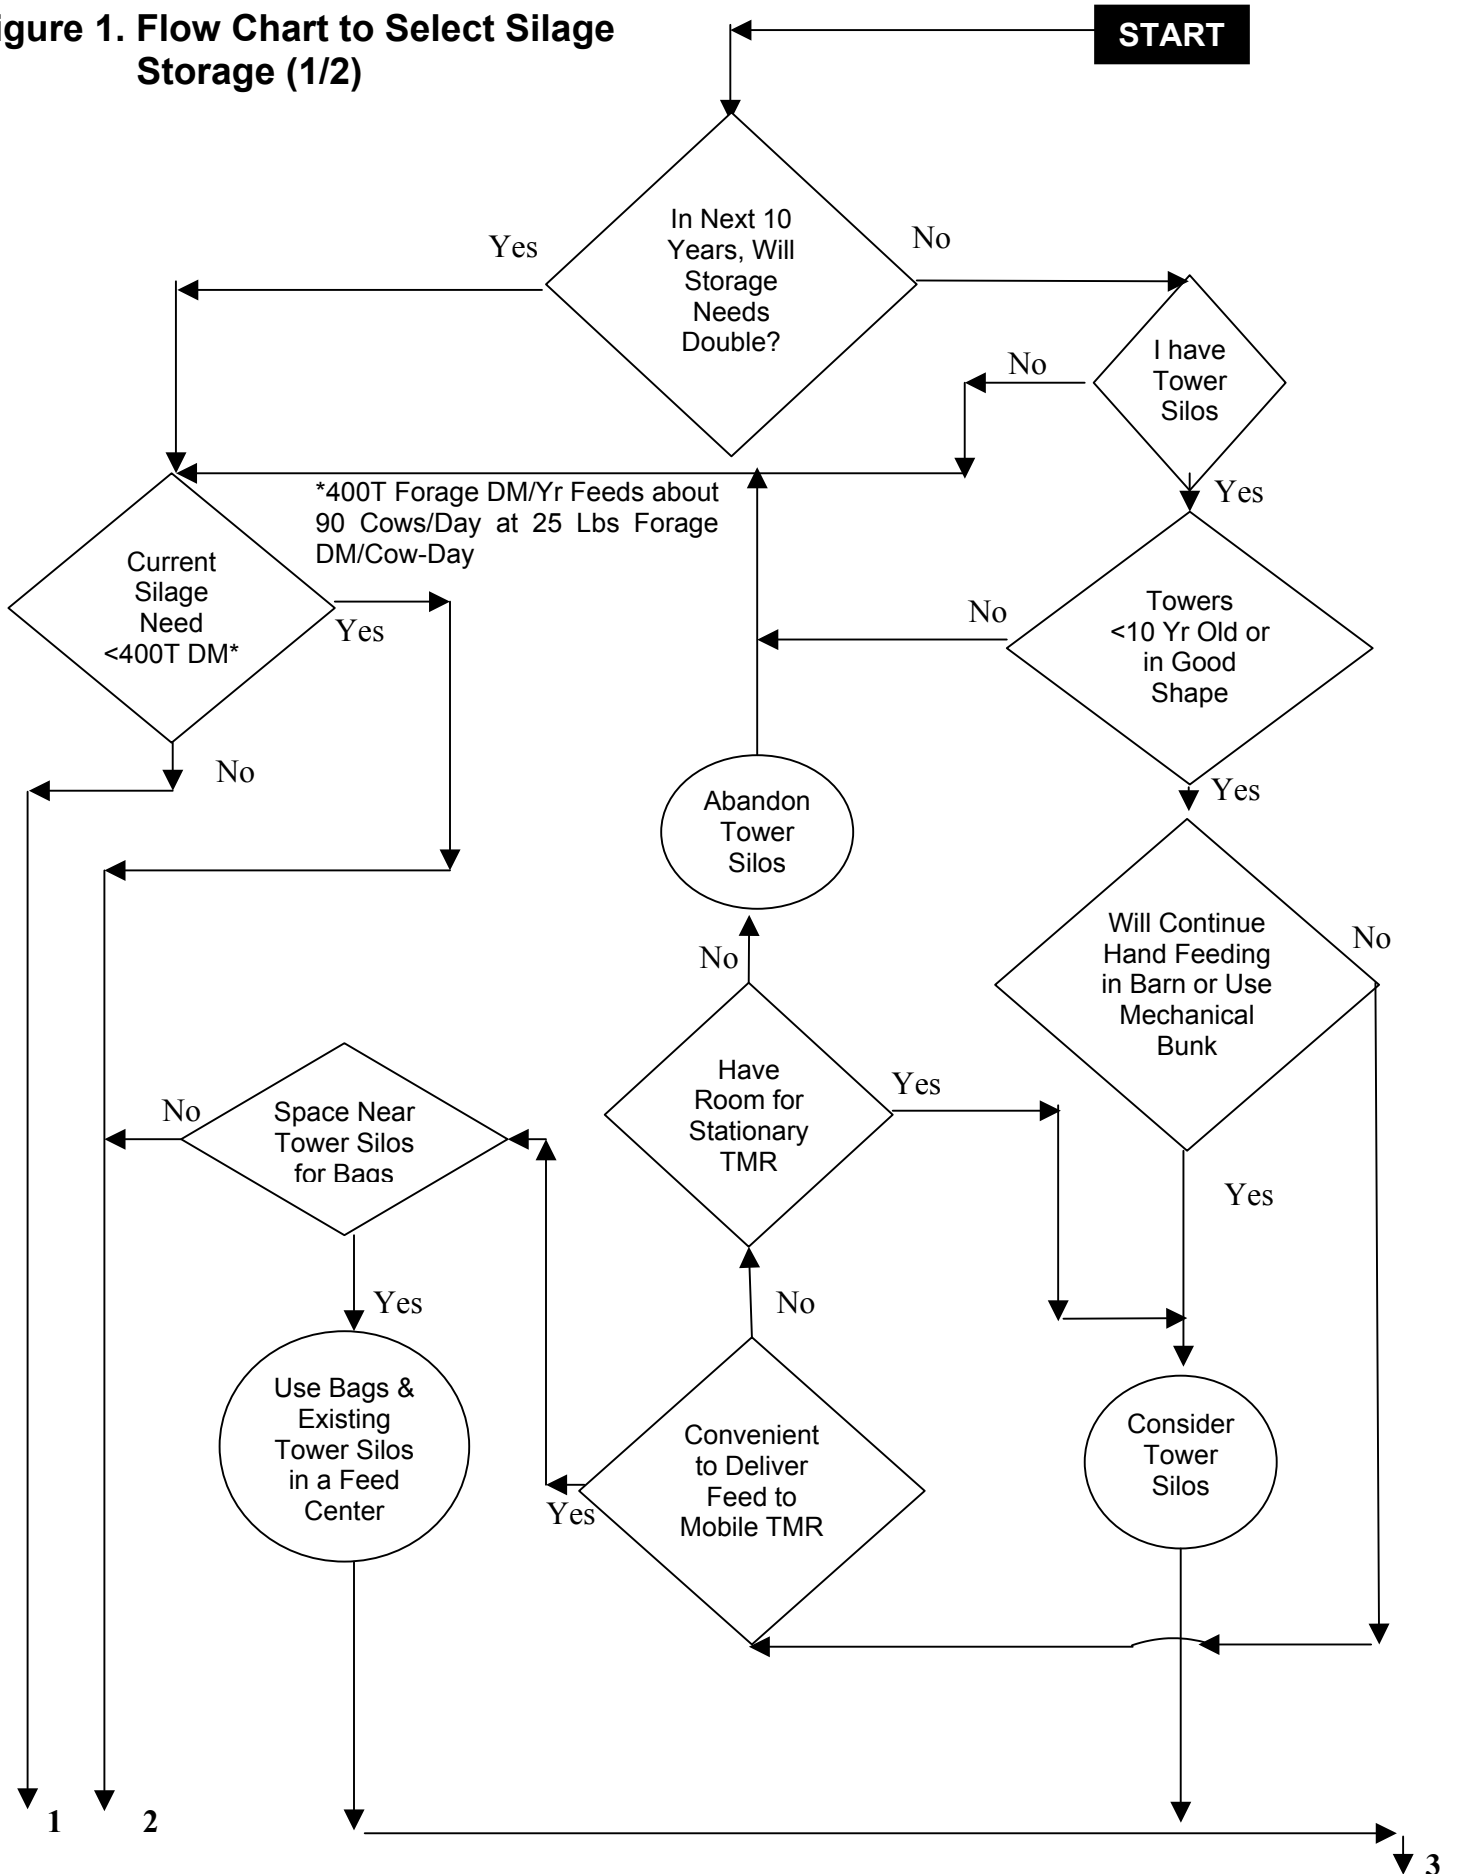 igure 1. Flow Chart to Select Silage
Storage (1/2)
START
In Next 10
Years, Will
Storage
Needs
Double?
Yes
No
I have
Tower
Silos
No
Yes
*400T Forage DM/Yr Feeds about
90 Cows/Day at 25 Lbs Forage
DM/Cow-Day
Current
Silage
Need
<400T DM*
Yes
No
Towers
<10 Yr Old or
in Good
Shape
No
Yes
Abandon
Tower
Silos
Will Continue
Hand Feeding
in Barn or Use
Mechanical
Bunk
No
Yes
No
Have
Room for
Stationary
TMR
Yes
No
Space Near
Tower Silos
for Bags
No
Yes
Use Bags &
Existing
Tower Silos
in a Feed
Center
Convenient
to Deliver
Feed to
Mobile TMR
Yes
Consider
Tower
Silos
1
2
3